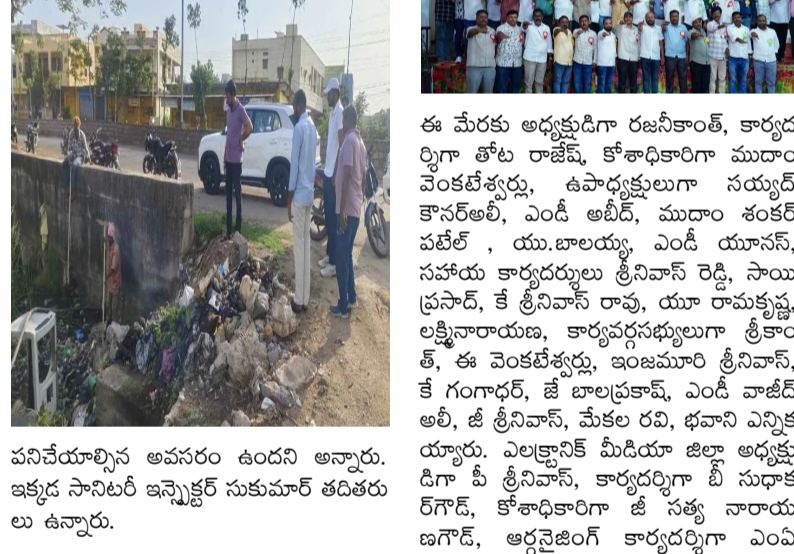 పనిచేయాల్సిన అవసరం ఉందని అన్నారు.
ఇక్కడ సానిటరీ ఇన్స్పెక్టర్ సుకుమార్ తదితరు
లు ఉన్నారు.
ఈ మేరకు అధ్యక్షుడిగా రజనీకాంత్, కార్యద
ర్శిగా తోట రాజేష్, కోశాధికారిగా ముదాం
వెంకటేశ్వర్లు, ఉపాధ్యక్షులుగా సయ్యద్
కౌసర్అలీ, ఎండీ అబీద్, ముదాం శంకర్
పటేల్ , యు.బాలయ్య, ఎండీ యూనస్,
సహాయ కార్యదర్శులు శ్రీనివాస్ రెడ్డి, సాయి
ప్రసాద్, కే శ్రీనివాస్ రావు, యూ రామకృష్ణ,
లక్ష్మినారాయణ, కార్యవర్గసభ్యులుగా శ్రీకాం
త్, ఈ వెంకటేశ్వర్లు, ఇంజమూరి శ్రీనివాస్,
కే గంగాధర్, జే బాలప్రకాష్, ఎండీ వాజీద్
అలీ, జీ శ్రీనివాస్, మేకల రవి, భవాని ఎన్నిక
య్యారు. ఎలక్ట్రానిక్ మీడియా జిల్లా అధ్యక్షు
డిగా పీ శ్రీనివాస్, కార్యదర్శిగా బీ సుధాక
ర్గౌడ్, కోశాధికారిగా జీ సత్య నారాయ
ణగౌడ్, ఆర్గనైజింగ్ కార్యదర్శిగా ఎంఏ